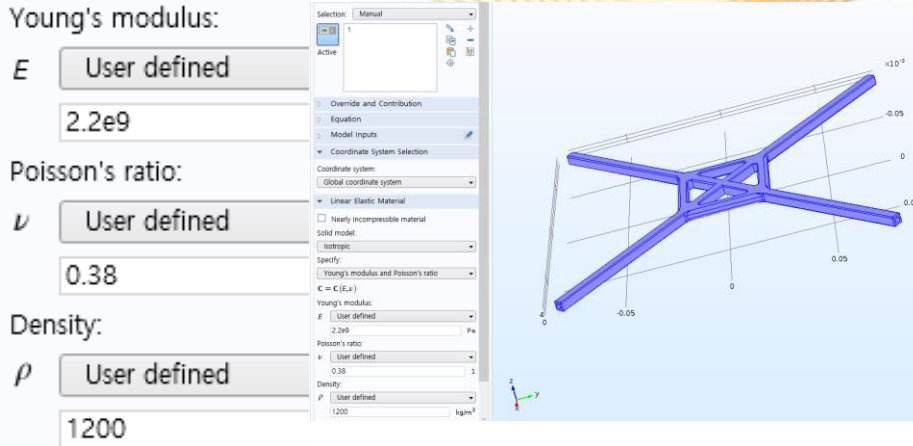 Young's modulus:
E User defined
2.2e9
Poisson's ratio:
ν User defined
0.38
Density:
ρ User defined
1200
Selection: Manual
1
Active
Override and Contribution
Equation
Model Inputs
Coordinate System Selection
Coordinate system:
Global coordinate system
Linear Elastic Material
Nearly incompressible material
Solid model:
Isotropic
Specify:
Young's modulus and Poisson's ratio
C = C(E,ν)
Young's modulus:
E User defined
2.2e9 Pa
Poisson's ratio:
ν User defined
0.38 1
Density:
ρ User defined
1200 kg/m³
-0.05
0
0.0
0.05
0
-0.05
4
0
z
y